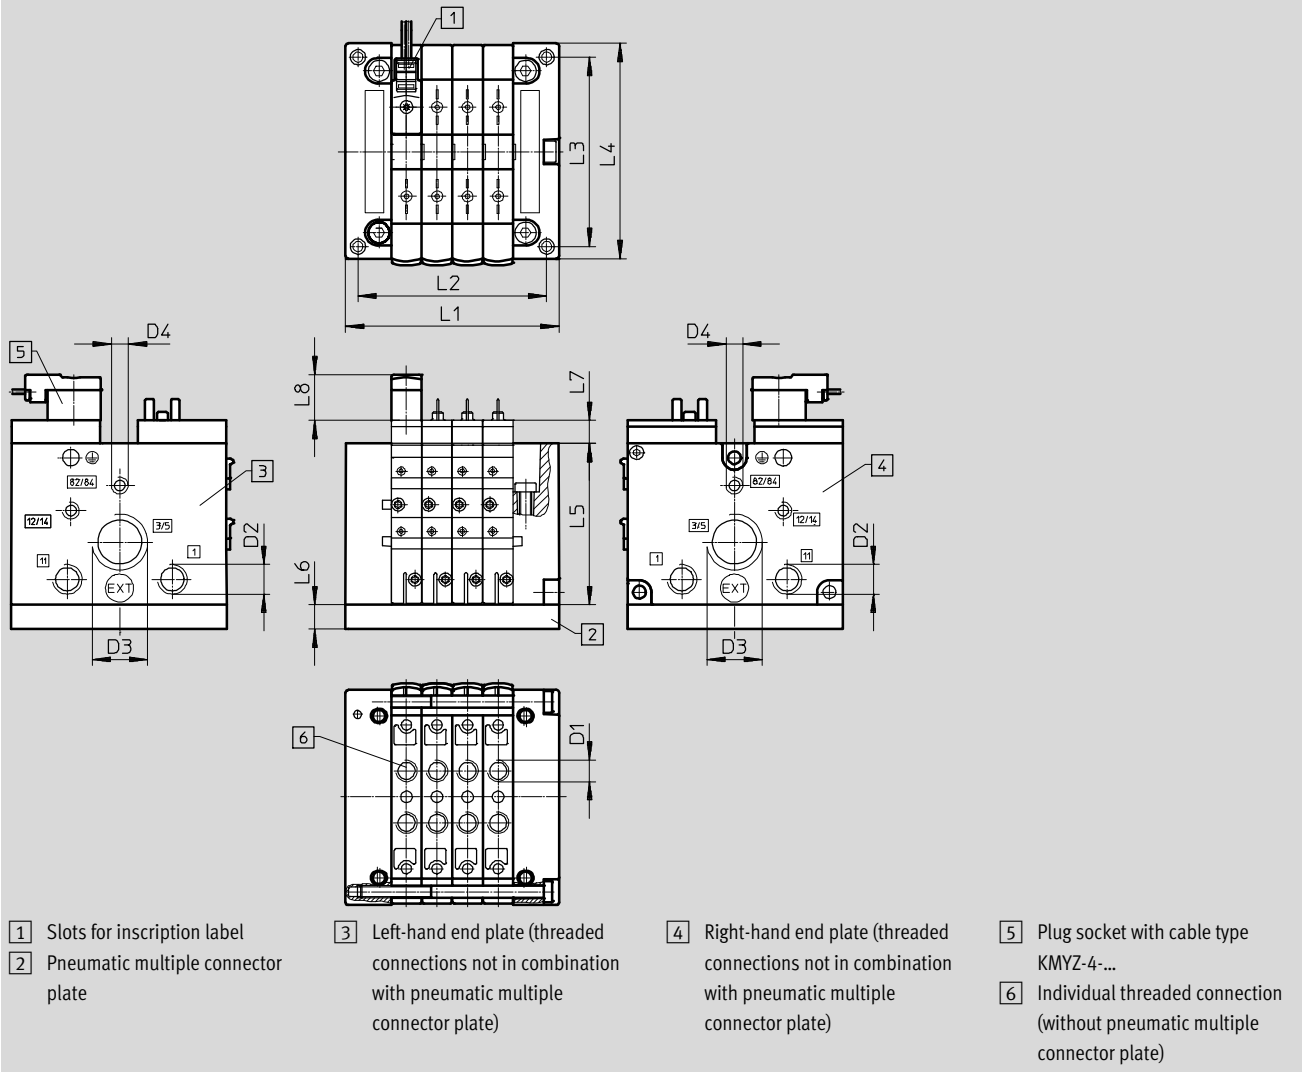 1
L3
L4
L2
L1
D4
5
3
82/84
12/14
3/5
11
1
EXT
D2
D3
L8
L7
L5
L6
2
D4
4
82/84
3/5
12/14
1
11
EXT
D2
D3
6
D1
1 Slots for inscription label
2 Pneumatic multiple connector
plate
3 Left-hand end plate (threaded
connections not in combination
with pneumatic multiple
connector plate)
4 Right-hand end plate (threaded
connections not in combination
with pneumatic multiple
connector plate)
5 Plug socket with cable type
KMYZ-4-...
6 Individual threaded connection
(without pneumatic multiple
connector plate)